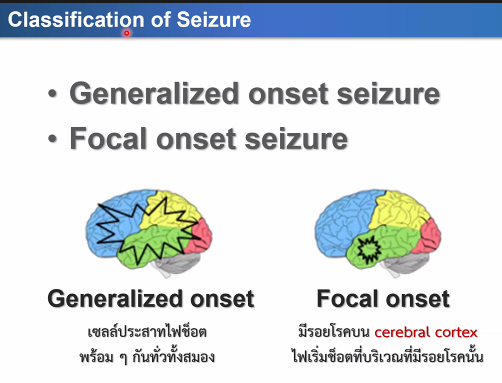 Classification of Seizure
• Generalized onset seizure
• Focal onset seizure
Generalized onset
เซลล์ประสาทไฟช็อต
พร้อม ๆ กันทั่วทั้งสมอง
Focal onset
มีรอยโรคบน cerebral cortex
ไฟเริ่มช็อตที่บริเวณที่มีรอยโรคนั้น